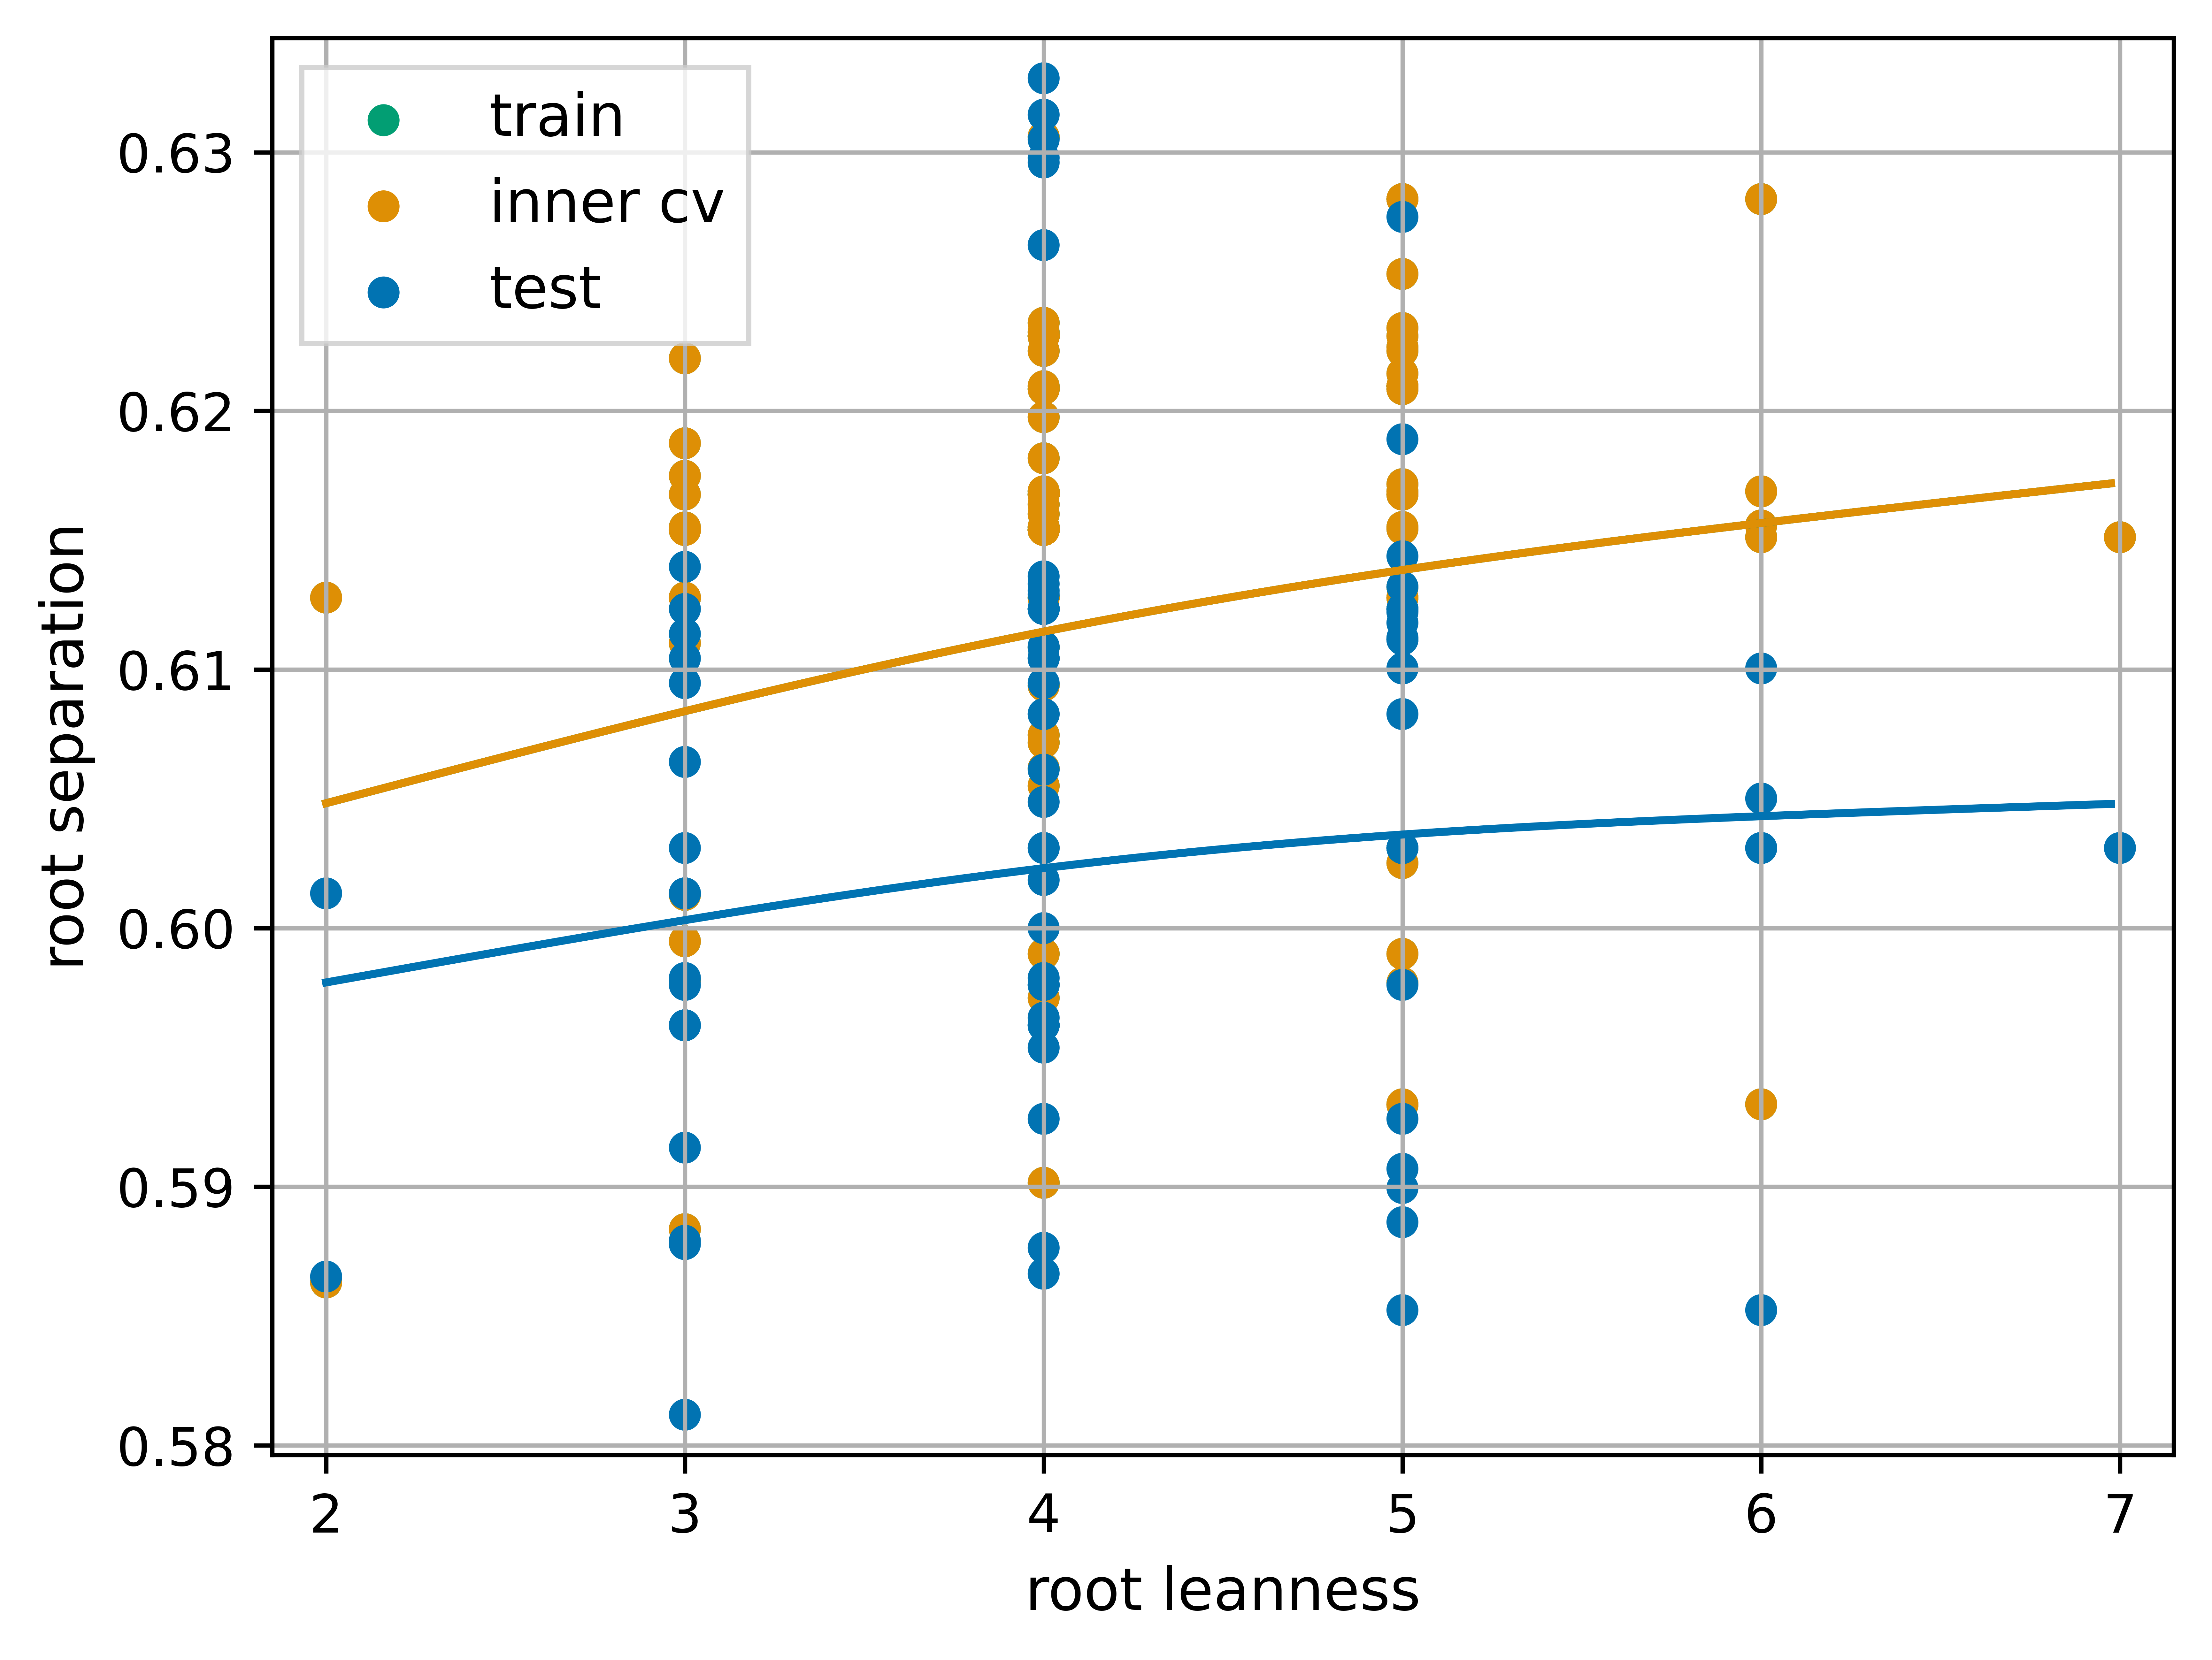 train
inner cv
test
0.63
0.62
0.61
0.60
0.59
0.58
root separation
2 3 4 5 6 7
root leanness